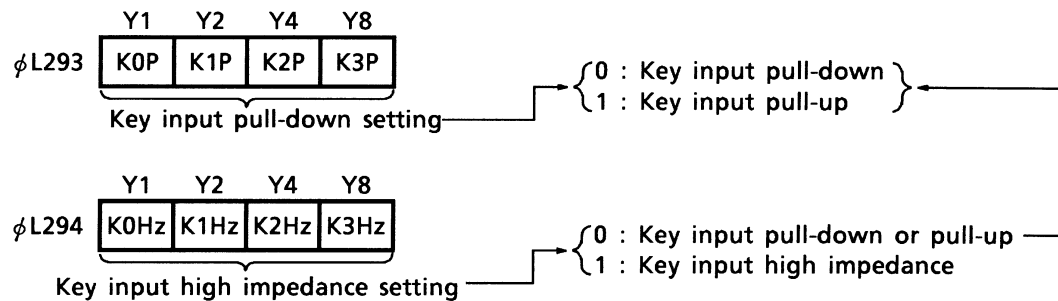 Y1 Y2 Y4 Y8
ϕL293 K0P K1P K2P K3P
0 : Key input pull-down
1 : Key input pull-up
Key input pull-down setting
Y1 Y2 Y4 Y8
ϕL294 K0Hz K1Hz K2Hz K3Hz
0 : Key input pull-down or pull-up
1 : Key input high impedance
Key input high impedance setting